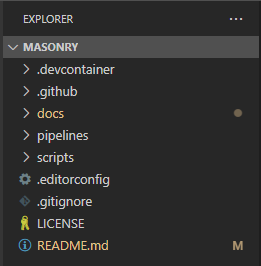 EXPLORER ...
MASONRY
.devcontainer
.github
docs
pipelines
scripts
.editorconfig
.gitignore
LICENSE
README.md M